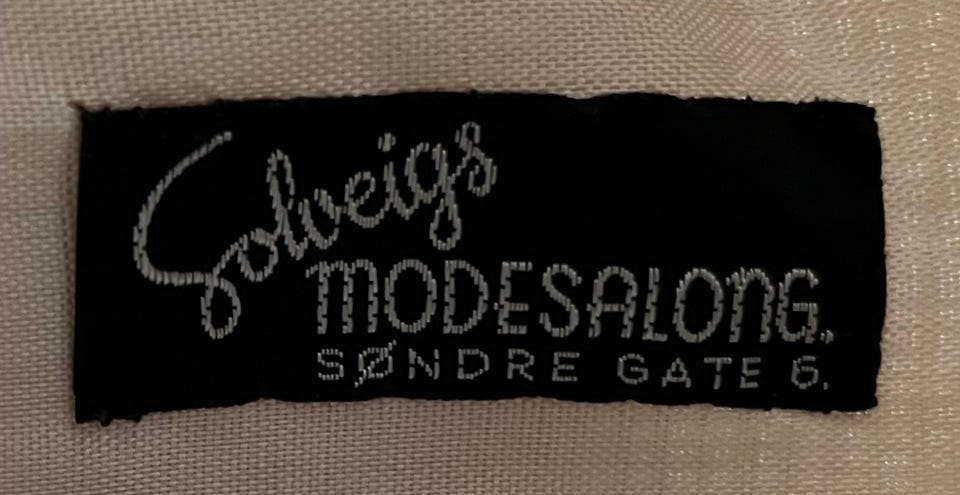 Solveigs
MODESALONG.
SØNDRE GATE 6.